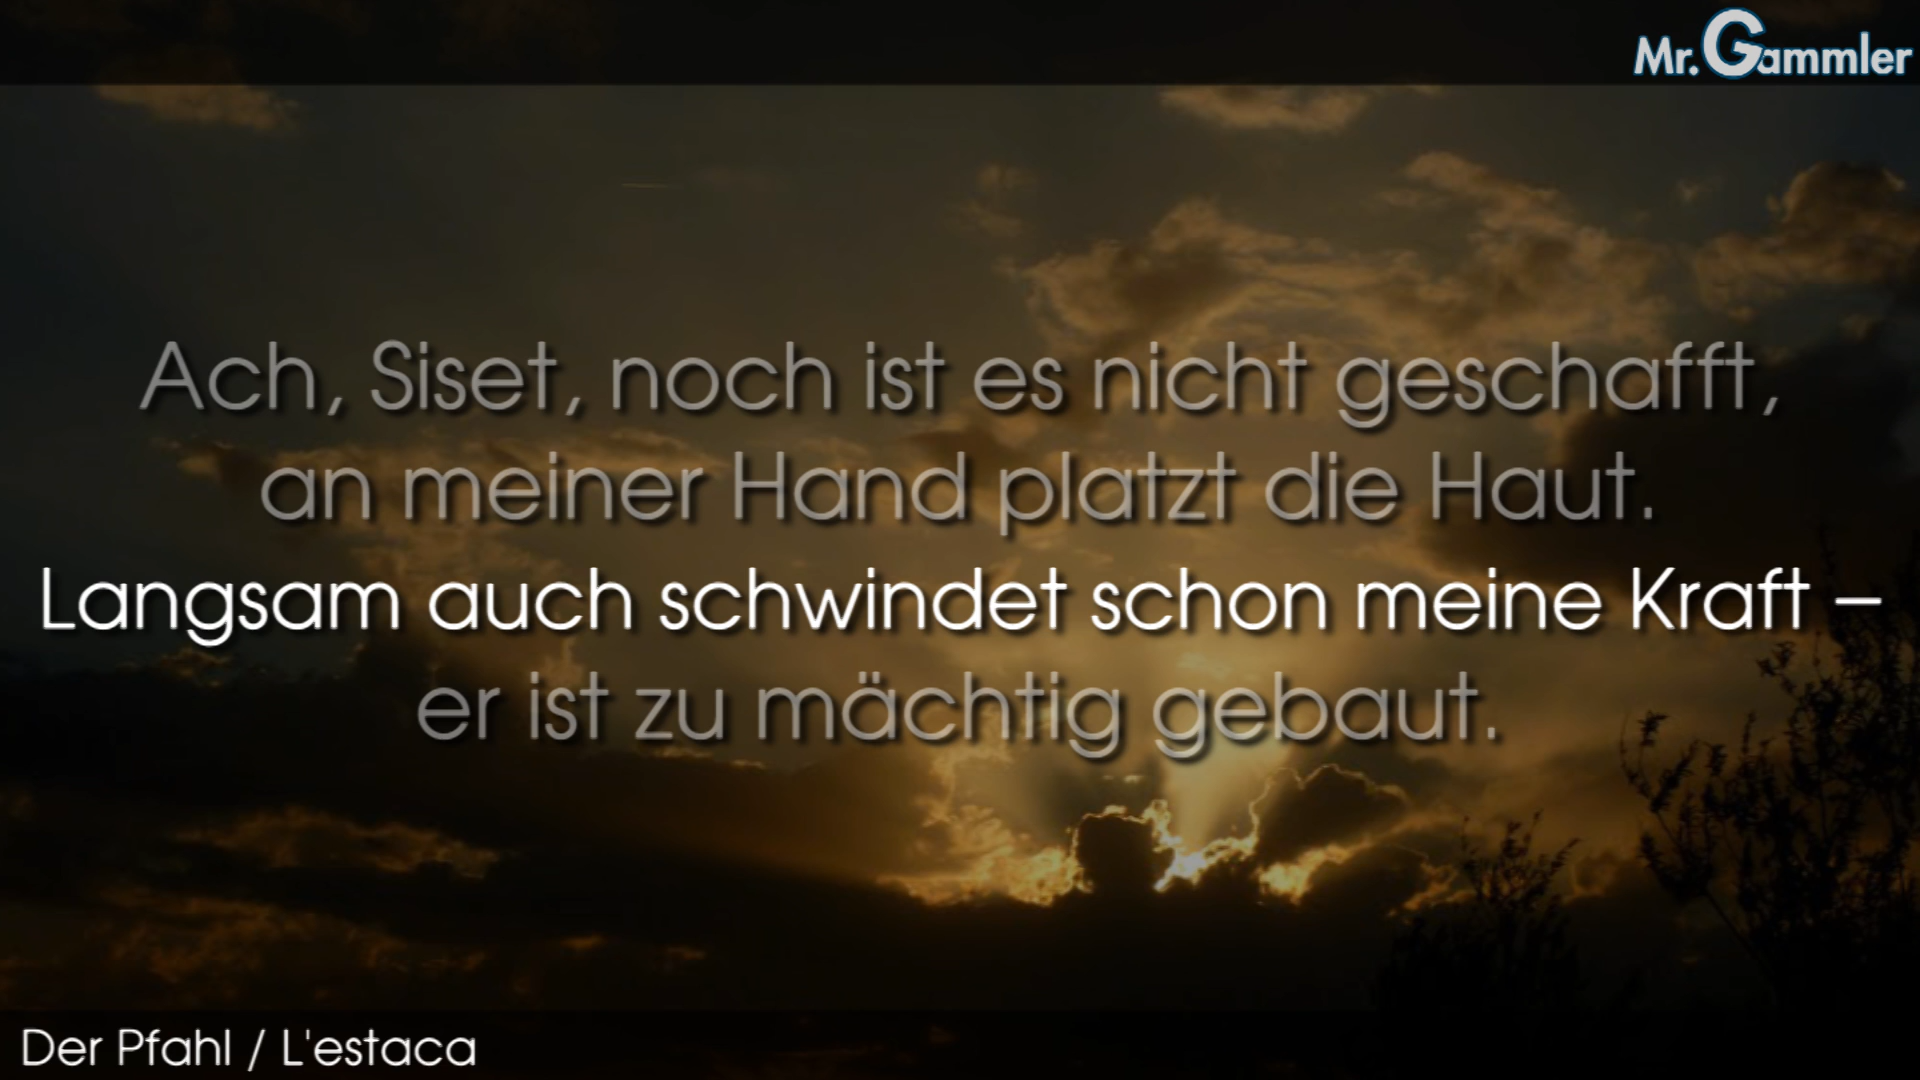 Mr. Gammler
Ach, Siset, noch ist es nicht geschafft,
an meiner Hand platzt die Haut.
Langsam auch schwindet schon meine Kraft –
er ist zu mächtig gebaut.
Der Pfahl / L'estaca